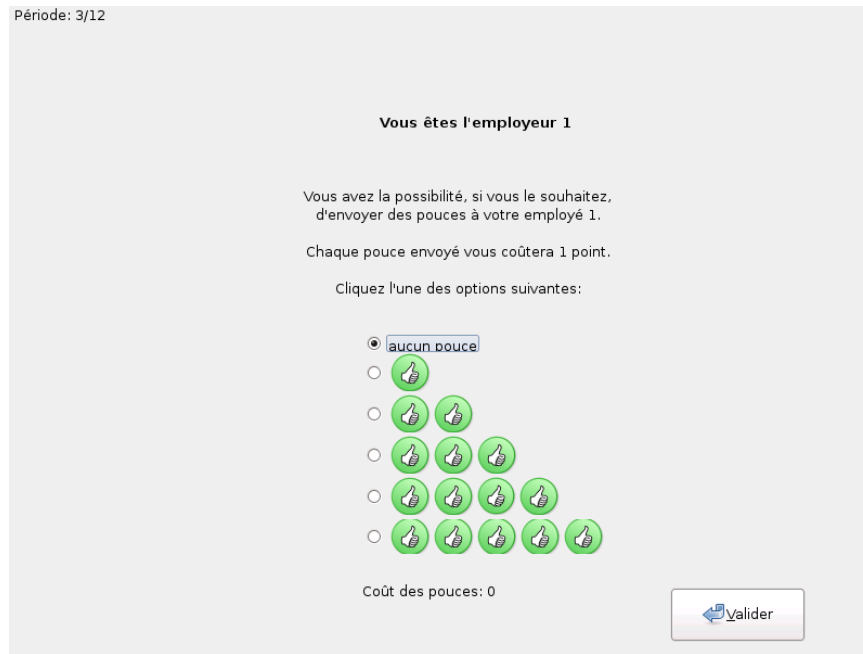 Période: 3/12
Vous êtes l'employeur 1
Vous avez la possibilité, si vous le souhaitez,
d'envoyer des pouces à votre employé 1.
Chaque pouce envoyé vous coûtera 1 point.
Cliquez l'une des options suivantes:
aucun pouce
Coût des pouces: 0
Valider